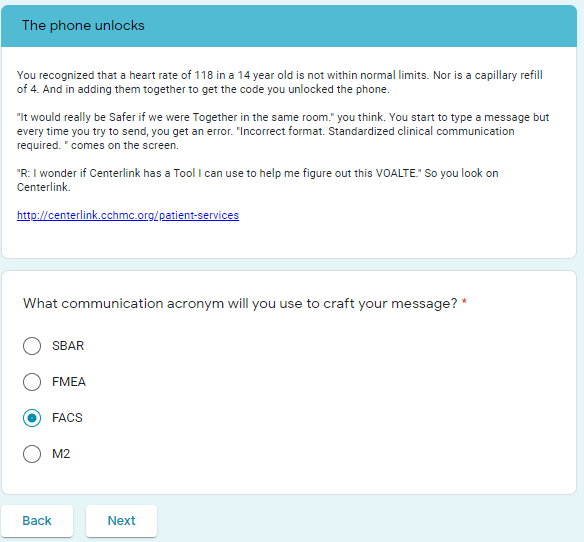 The phone unlocks
You recognized that a heart rate of 118 in a 14 year old is not within normal limits. Nor is a capillary refill
of 4. And in adding them together to get the code you unlocked the phone.
"It would really be Safer if we were Together in the same room." you think. You start to type a message but
every time you try to send, you get an error. "Incorrect format. Standardized clinical communication
required. " comes on the screen.
"R: I wonder if Centerlink has a Tool I can use to help me figure out this VOALTE." So you look on
Centerlink.
http://centerlink.cchmc.org/patient-services
What communication acronym will you use to craft your message? *
SBAR
FMEA
FACS
M2
Back Next